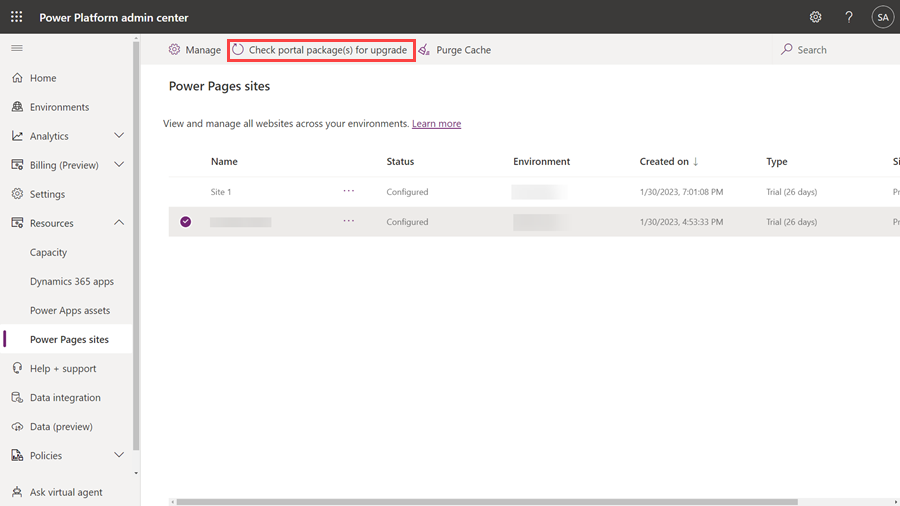 Power Platform admin center
?
SA
Manage
Check portal package(s) for upgrade
Purge Cache
Search
Home
Environments
Analytics
Billing (Preview)
Settings
Resources
Capacity
Dynamics 365 apps
Power Apps assets
Power Pages sites
Help + support
Data integration
Data (preview)
Policies
Ask virtual agent
Power Pages sites
View and manage all websites across your environments. Learn more
Name Status Environment Created on ↓ Type Si
Site 1 ... Configured 1/30/2023, 7:01:08 PM Trial (26 days) Pr
... Configured 1/30/2023, 4:53:33 PM Trial (26 days) Pr